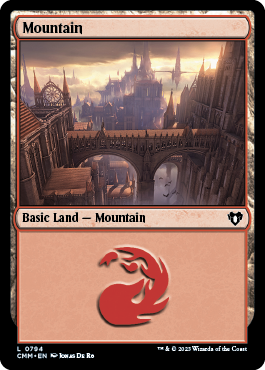 Mountain
Basic Land — Mountain
L 0794
CMM • EN Jonas De Ro
™ & © 2023 Wizards of the Coast